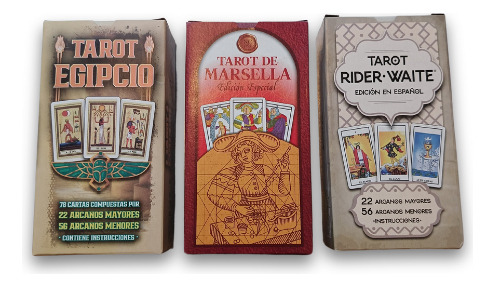 TAROT
EGIPCIO
78 CARTAS COMPUESTAS POR
22 ARCANOS MAYORES
56 ARCANOS MENORES
• CONTIENE INSTRUCCIONES •
TAROT DE
MARSELLA
Edición Especial
TAROT
RIDER·WAITE
EDICIÓN EN ESPAÑOL
22 ARCANOS MAYORES
56 ARCANOS MENORES
•INSTRUCCIONES•